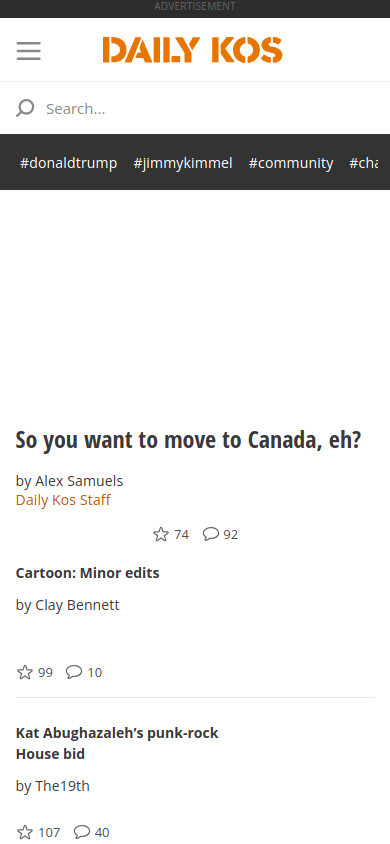 ADVERTISEMENT
DAILY KOS
Search...
#donaldtrump #jimmykimmel #community #cha
So you want to move to Canada, eh?
by Alex Samuels
Daily Kos Staff
74 92
Cartoon: Minor edits
by Clay Bennett
99 10
Kat Abughazaleh’s punk-rock
House bid
by The19th
107 40